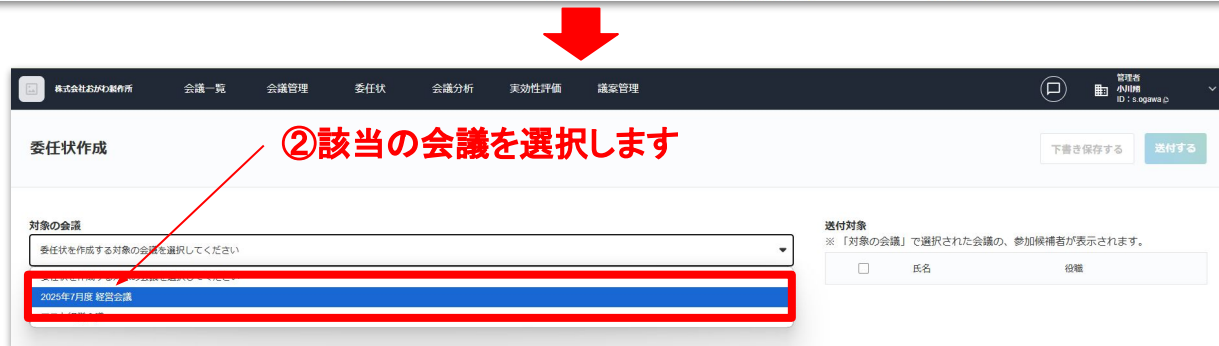 株式会社おがわ製作所 会議一覧 会議管理 委任状 会議分析 実効性評価 議案管理
管理者
小川翔
ID：s.ogawa
委任状作成
②該当の会議を選択します
下書き保存する 送付する
対象の会議
委任状を作成する対象の会議を選択してください
2025年7月度 経営会議
送付対象
※ 「対象の会議」で選択された会議の、参加候補者が表示されます。
氏名 役職